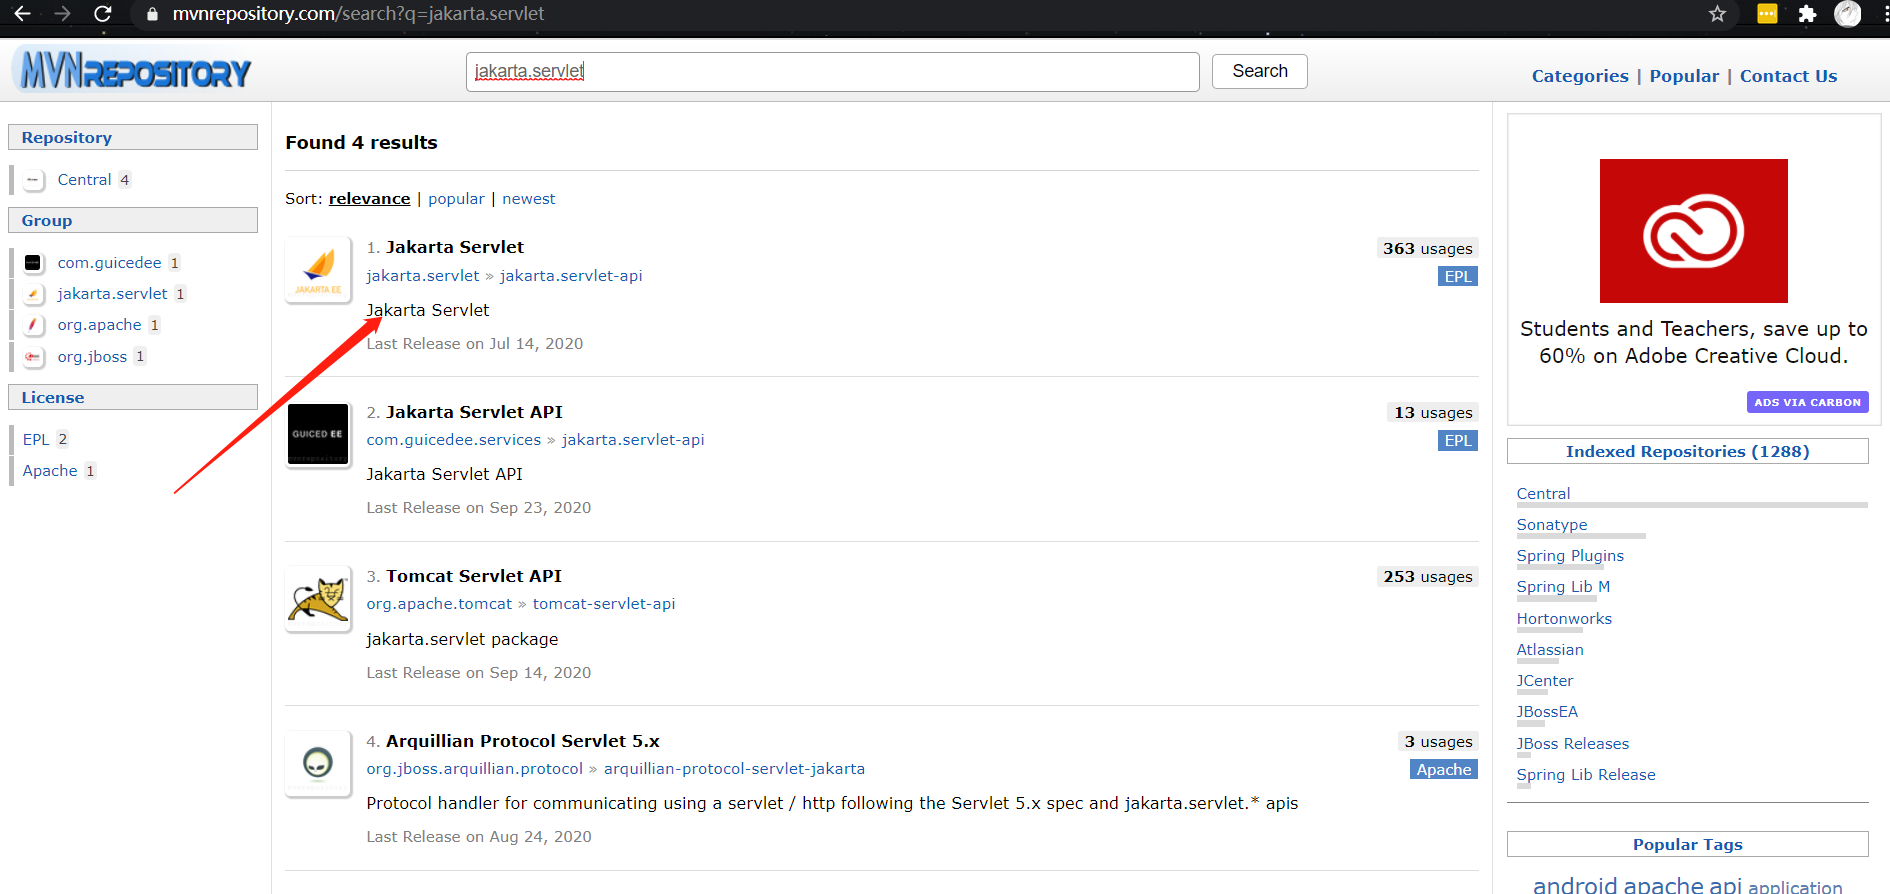 mvnrepository.com/search?q=jakarta.servlet
MVNREPOSITORY
jakarta.servlet
Search
Categories | Popular | Contact Us
Repository
Central 4
Group
com.guicedee 1
jakarta.servlet 1
org.apache 1
org.jboss 1
License
EPL 2
Apache 1
Found 4 results
Sort: relevance | popular | newest
JAKARTA EE
1. Jakarta Servlet
363 usages
jakarta.servlet » jakarta.servlet-api
EPL
Jakarta Servlet
Last Release on Jul 14, 2020
GUICED EE
2. Jakarta Servlet API
13 usages
com.guicedee.services » jakarta.servlet-api
EPL
Jakarta Servlet API
Last Release on Sep 23, 2020
3. Tomcat Servlet API
253 usages
org.apache.tomcat » tomcat-servlet-api
jakarta.servlet package
Last Release on Sep 14, 2020
4. Arquillian Protocol Servlet 5.x
3 usages
org.jboss.arquillian.protocol » arquillian-protocol-servlet-jakarta
Apache
Protocol handler for communicating using a servlet / http following the Servlet 5.x spec and jakarta.servlet.* apis
Last Release on Aug 24, 2020
Students and Teachers, save up to
60% on Adobe Creative Cloud.
ADS VIA CARBON
Indexed Repositories (1288)
Central
Sonatype
Spring Plugins
Spring Lib M
Hortonworks
Atlassian
JCenter
JBossEA
JBoss Releases
Spring Lib Release
Popular Tags
android apache api application